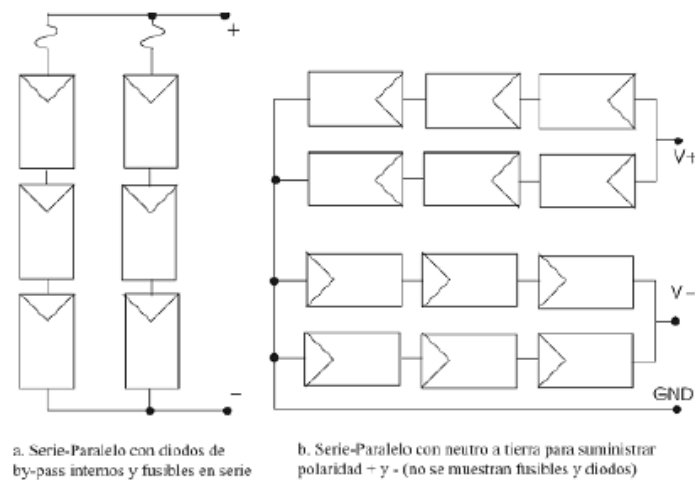 +
V+
V-
GND
-
a. Serie-Paralelo con diodos de
by-pass internos y fusibles en serie
b. Serie-Paralelo con neutro a tierra para suministrar
polaridad + y - (no se muestran fusibles y diodos)